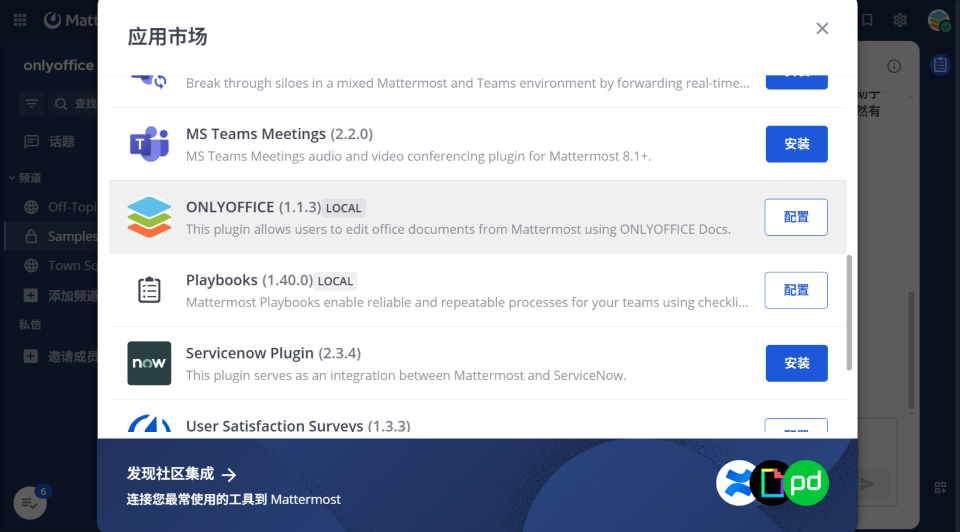 Matt
应用市场
onlyoffice
查找
话题
频道
Off-Topi
Samples
Town Sq
添加频道
私信
邀请成员
6
Break through siloes in a mixed Mattermost and Teams environment by forwarding real-time...
MS Teams Meetings (2.2.0)
MS Teams Meetings audio and video conferencing plugin for Mattermost 8.1+.
安装
ONLYOFFICE (1.1.3) LOCAL
This plugin allows users to edit office documents from Mattermost using ONLYOFFICE Docs.
配置
Playbooks (1.40.0) LOCAL
Mattermost Playbooks enable reliable and repeatable processes for your teams using checkli...
配置
now
Servicenow Plugin (2.3.4)
This plugin serves as an integration between Mattermost and ServiceNow.
安装
User Satisfaction Surveys (1.3.3)
发现社区集成 →
连接您最常使用的工具到 Mattermost
pd
然有